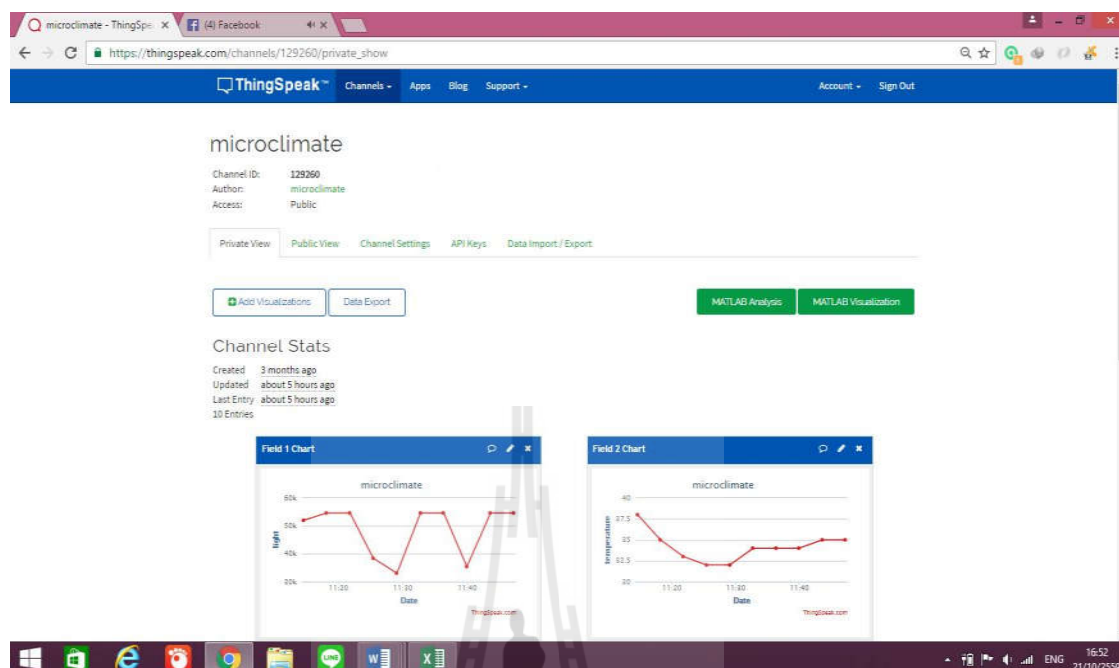 microclimate - ThingSpe
(4) Facebook
https://thingspeak.com/channels/129260/private_show
ThingSpeak™ Channels Apps Blog Support Account Sign Out
microclimate
Channel ID: 129260
Author: microclimate
Access: Public
Private View Public View Channel Settings API Keys Data Import / Export
Add Visualizations Data Export MATLAB Analysis MATLAB Visualization
Channel Stats
Created 3 months ago
Updated about 5 hours ago
Last Entry about 5 hours ago
10 Entries
Field 1 Chart
microclimate
60k
50k
40k
30k
light
11:20 11:30 11:40
Date
ThingSpeak.com
Field 2 Chart
microclimate
40
37.5
35
32.5
30
temperature
11:20 11:30 11:40
Date
ThingSpeak.com
LINE
ENG
16:52